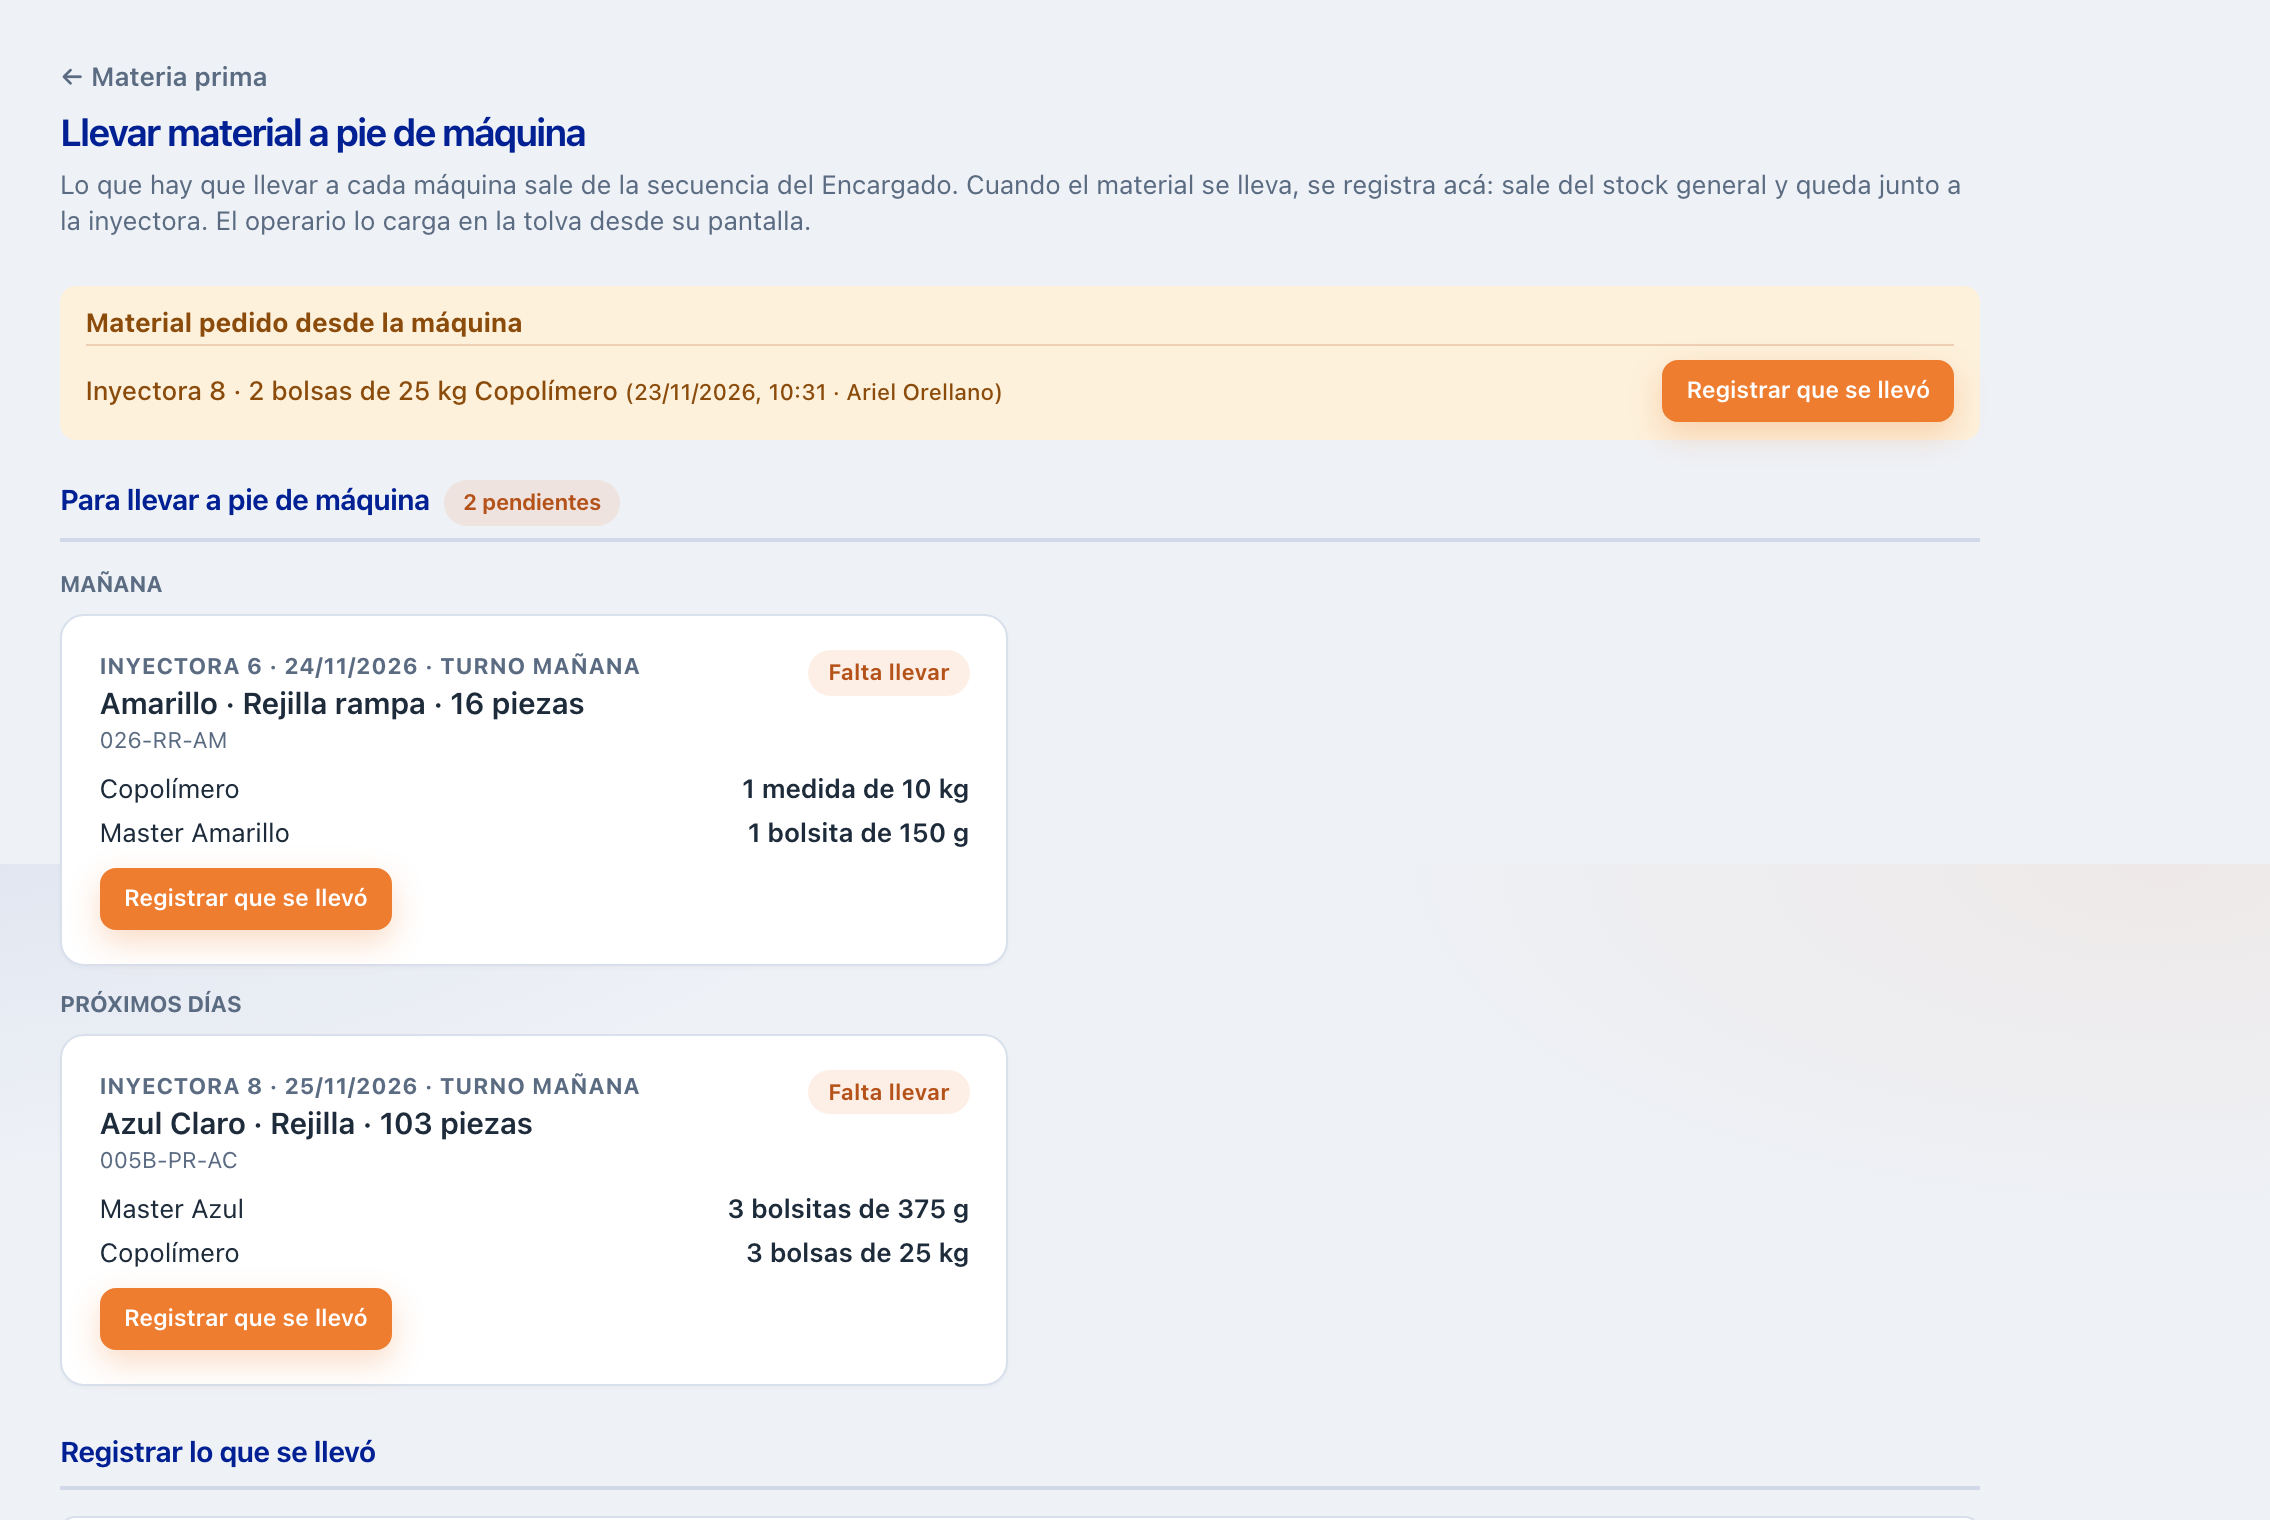 ← Materia prima
Llevar material a pie de máquina
Lo que hay que llevar a cada máquina sale de la secuencia del Encargado. Cuando el material se lleva, se registra acá: sale del stock general y queda junto a
la inyectora. El operario lo carga en la tolva desde su pantalla.
Material pedido desde la máquina
Inyectora 8 · 2 bolsas de 25 kg Copolímero (23/11/2026, 10:31 · Ariel Orellano)
Registrar que se llevó
Para llevar a pie de máquina
2 pendientes
MAÑANA
INYECTORA 6 · 24/11/2026 · TURNO MAÑANA
Falta llevar
Amarillo · Rejilla rampa · 16 piezas
026-RR-AM
Copolímero 1 medida de 10 kg
Master Amarillo 1 bolsita de 150 g
Registrar que se llevó
PRÓXIMOS DÍAS
INYECTORA 8 · 25/11/2026 · TURNO MAÑANA
Falta llevar
Azul Claro · Rejilla · 103 piezas
005B-PR-AC
Master Azul 3 bolsitas de 375 g
Copolímero 3 bolsas de 25 kg
Registrar que se llevó
Registrar lo que se llevó